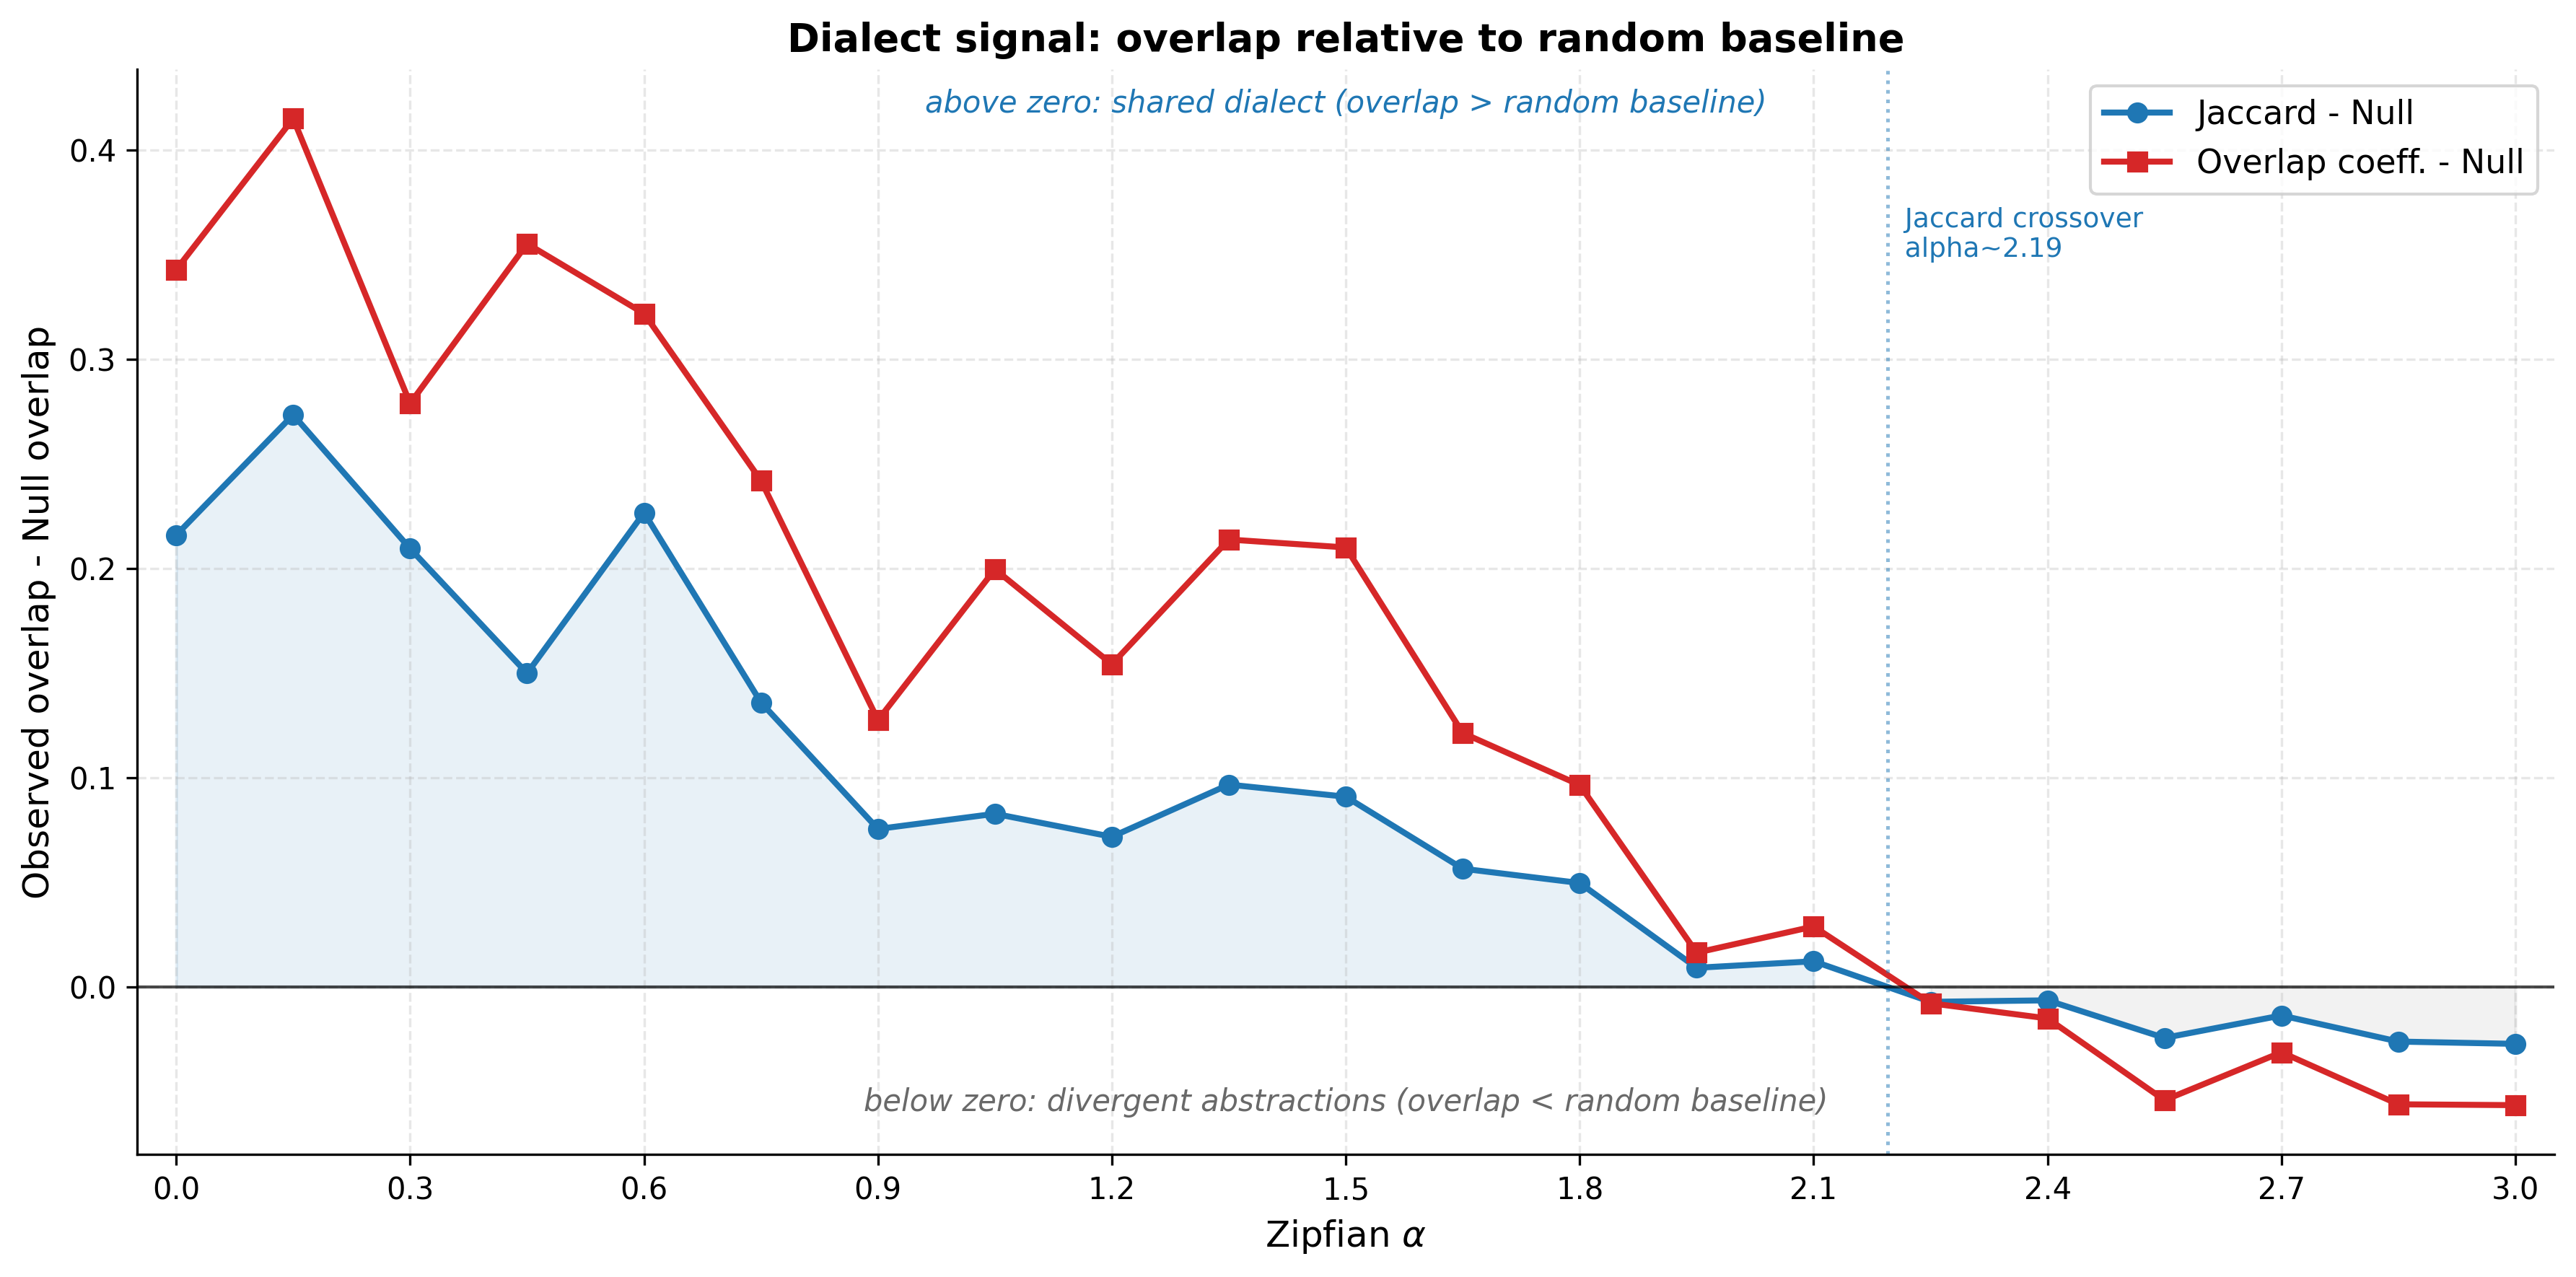 Dialect signal: overlap relative to random baseline
above zero: shared dialect (overlap > random baseline)
Jaccard - Null
Overlap coeff. - Null
Jaccard crossover
alpha~2.19
below zero: divergent abstractions (overlap < random baseline)
Observed overlap - Null overlap
0.4
0.3
0.2
0.1
0.0
0.0 0.3 0.6 0.9 1.2 1.5 1.8 2.1 2.4 2.7 3.0
Zipfian α